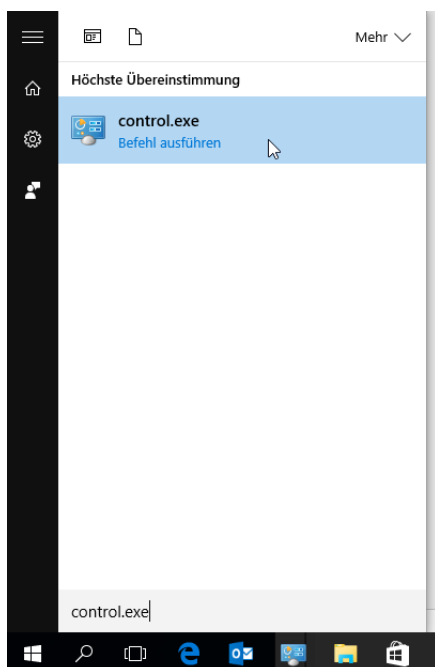 Mehr
Höchste Übereinstimmung
control.exe
Befehl ausführen
control.exe